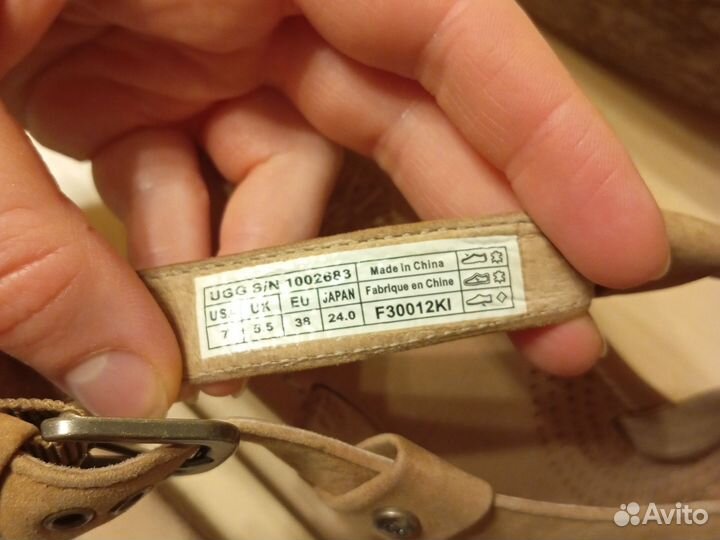 UGG S/N 1002683
USA UK EU JAPAN
7 5.5 38 24.0
Made In China
Fabrique en Chine
F30012KI
Avito